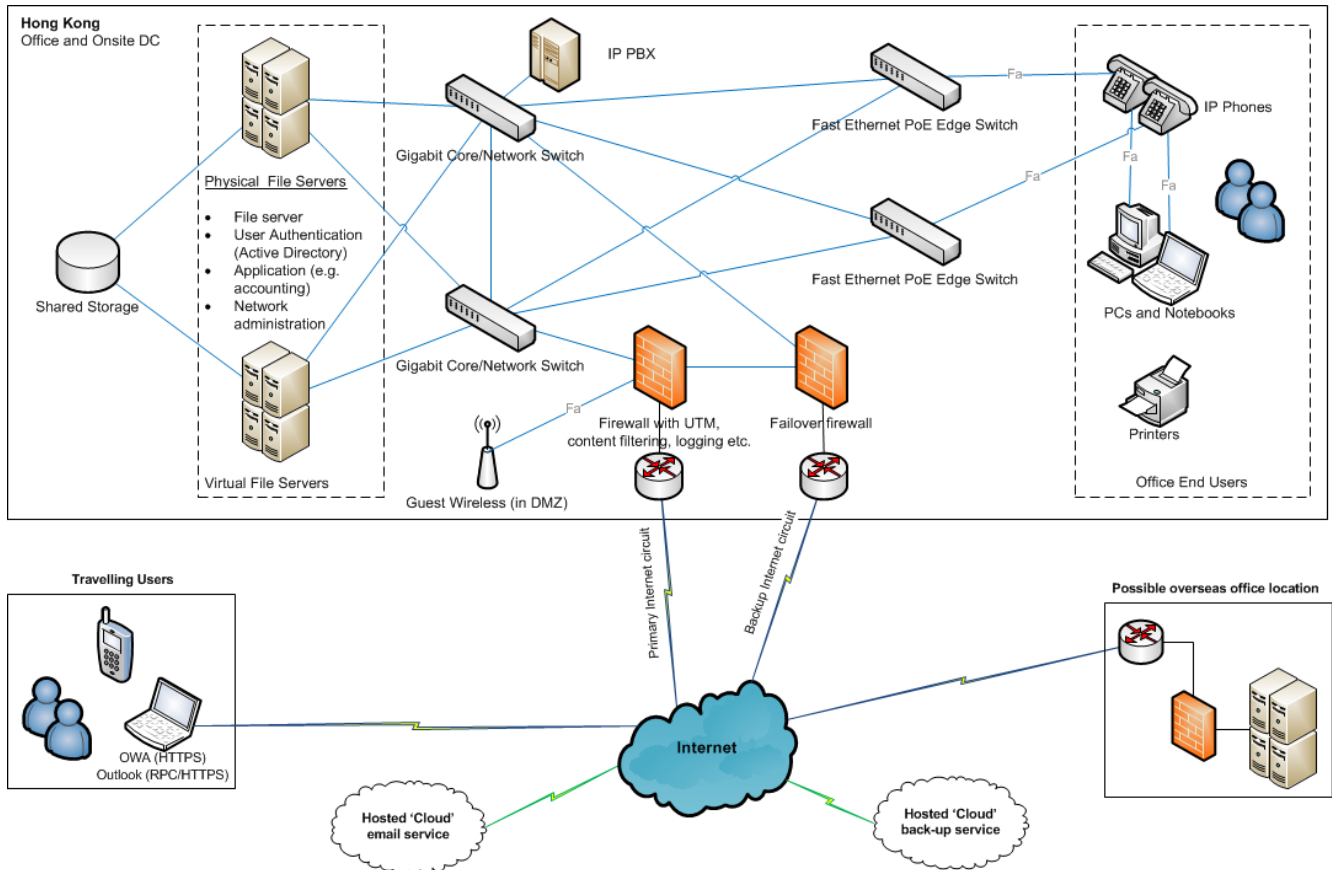 Hong Kong
Office and Onsite DC
IP PBX
Fa
IP Phones
Gigabit Core/Network Switch
Fast Ethernet PoE Edge Switch
Fa
Fa
Fa
Physical File Servers
• File server
• User Authentication
(Active Directory)
• Application (e.g.
accounting)
• Network
administration
Shared Storage
Fast Ethernet PoE Edge Switch
PCs and Notebooks
Gigabit Core/Network Switch
Fa
Firewall with UTM,
content filtering, logging etc.
Failover firewall
Printers
Virtual File Servers
Guest Wireless (in DMZ)
Office End Users
Primary Internet circuit
Backup Internet circuit
Travelling Users
OWA (HTTPS)
Outlook (RPC/HTTPS)
Possible overseas office location
Internet
Hosted 'Cloud'
email service
Hosted 'Cloud'
back-up service